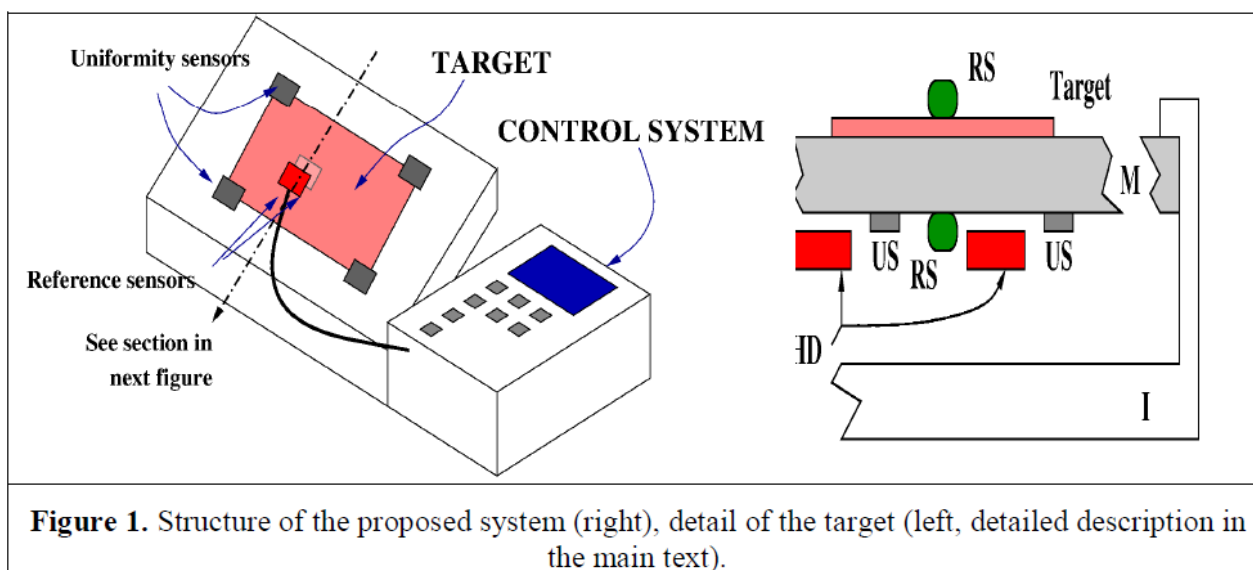 Uniformity sensors
TARGET
CONTROL SYSTEM
Reference sensors
See section in
next figure
RS
Target
M
US
RS
US
HD
I
Figure 1. Structure of the proposed system (right), detail of the target (left, detailed description in
the main text).